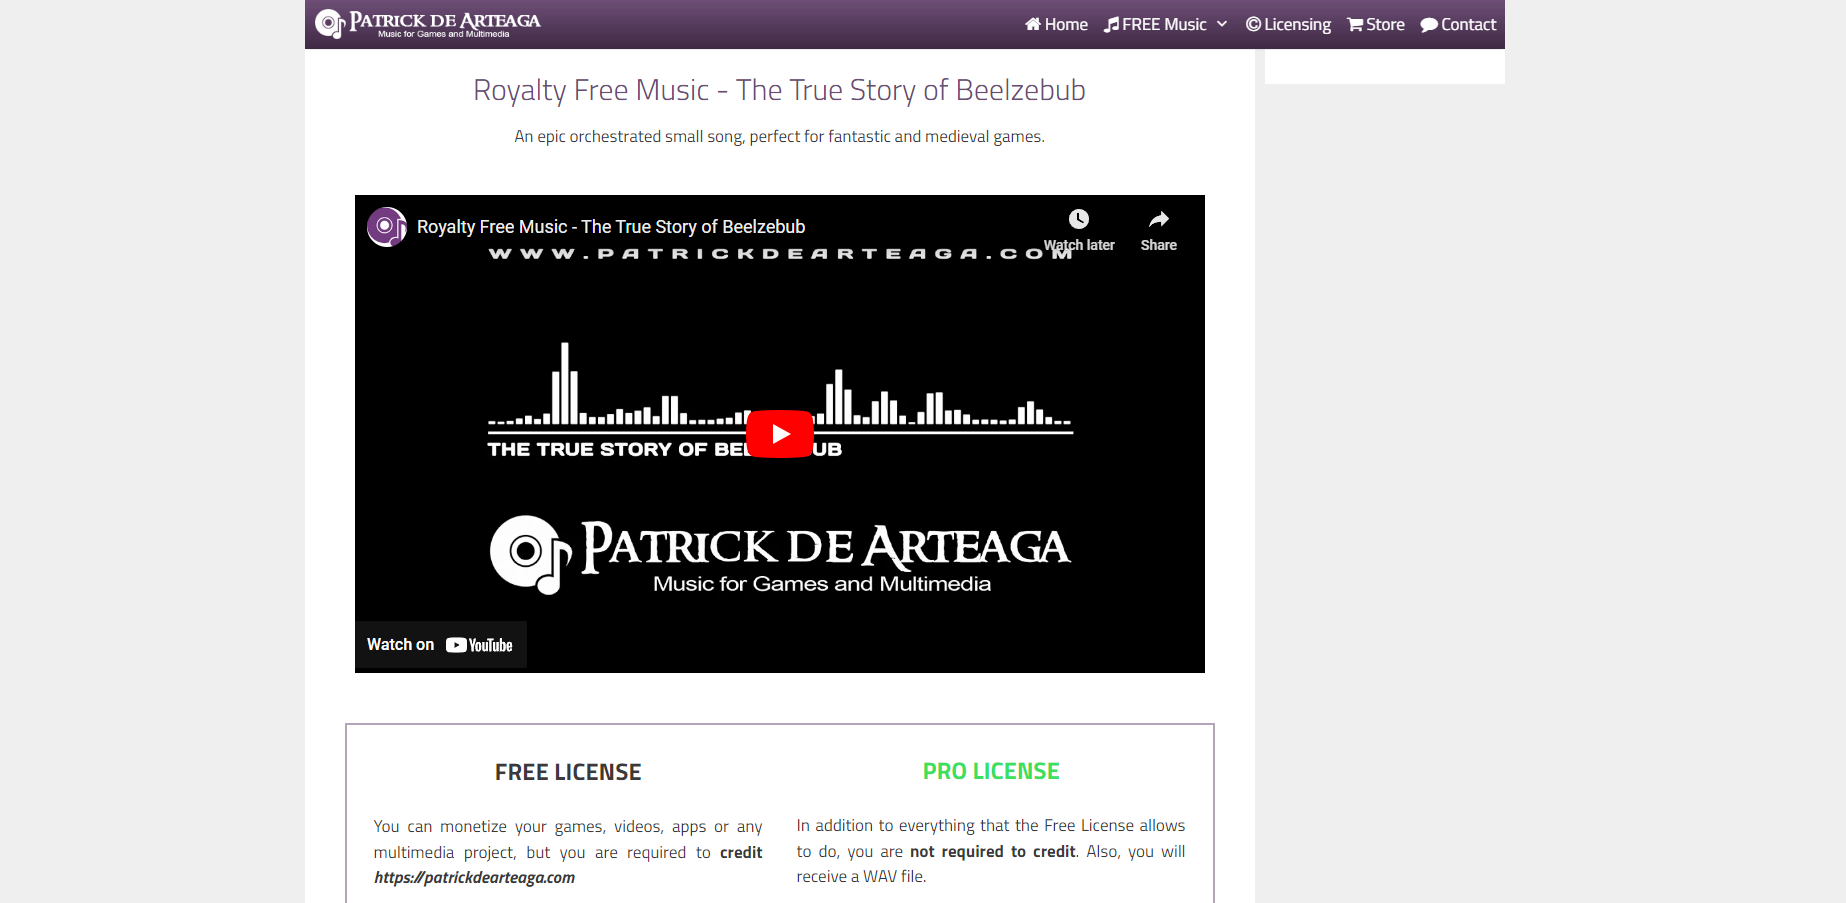 PATRICK DE ARTEAGA
Music for Games and Multimedia
Home FREE Music Licensing Store Contact
Royalty Free Music - The True Story of Beelzebub
An epic orchestrated small song, perfect for fantastic and medieval games.
Royalty Free Music - The True Story of Beelzebub
Watch later Share
WWW.PATRICKDEARTEAGA.COM
THE TRUE STORY OF BEE UB
PATRICK DE ARTEAGA
Music for Games and Multimedia
Watch on YouTube
FREE LICENSE
You can monetize your games, videos, apps or any
multimedia project, but you are required to credit
https://patrickdearteaga.com
PRO LICENSE
In addition to everything that the Free License allows
to do, you are not required to credit. Also, you will
receive a WAV file.